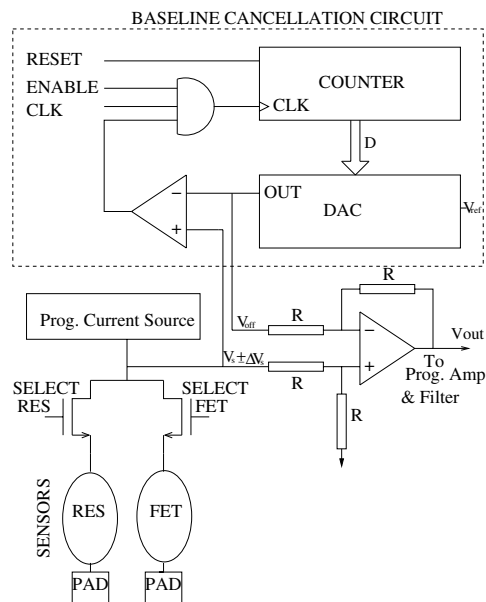 BASELINE CANCELLATION CIRCUIT
RESET
ENABLE
CLK
COUNTER
CLK
D
OUT
DAC
Vref
−
+
Prog. Current Source
Voff
R
R
−
+
Vout
Vs ± ΔVs
R
R
To
Prog. Amp
& Filter
SELECT
RES
SELECT
FET
SENSORS
RES
FET
PAD
PAD